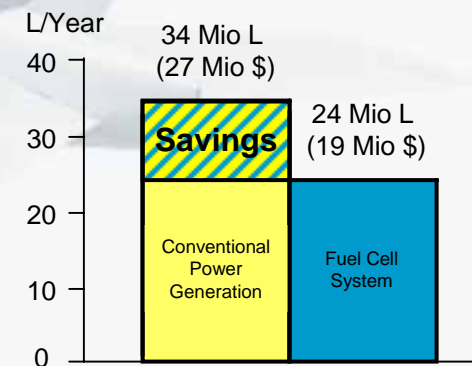 L/Year
34 Mio L
(27 Mio $)
40
24 Mio L
(19 Mio $)
30
Savings
20
Conventional
Power
Generation
Fuel Cell
System
10
0